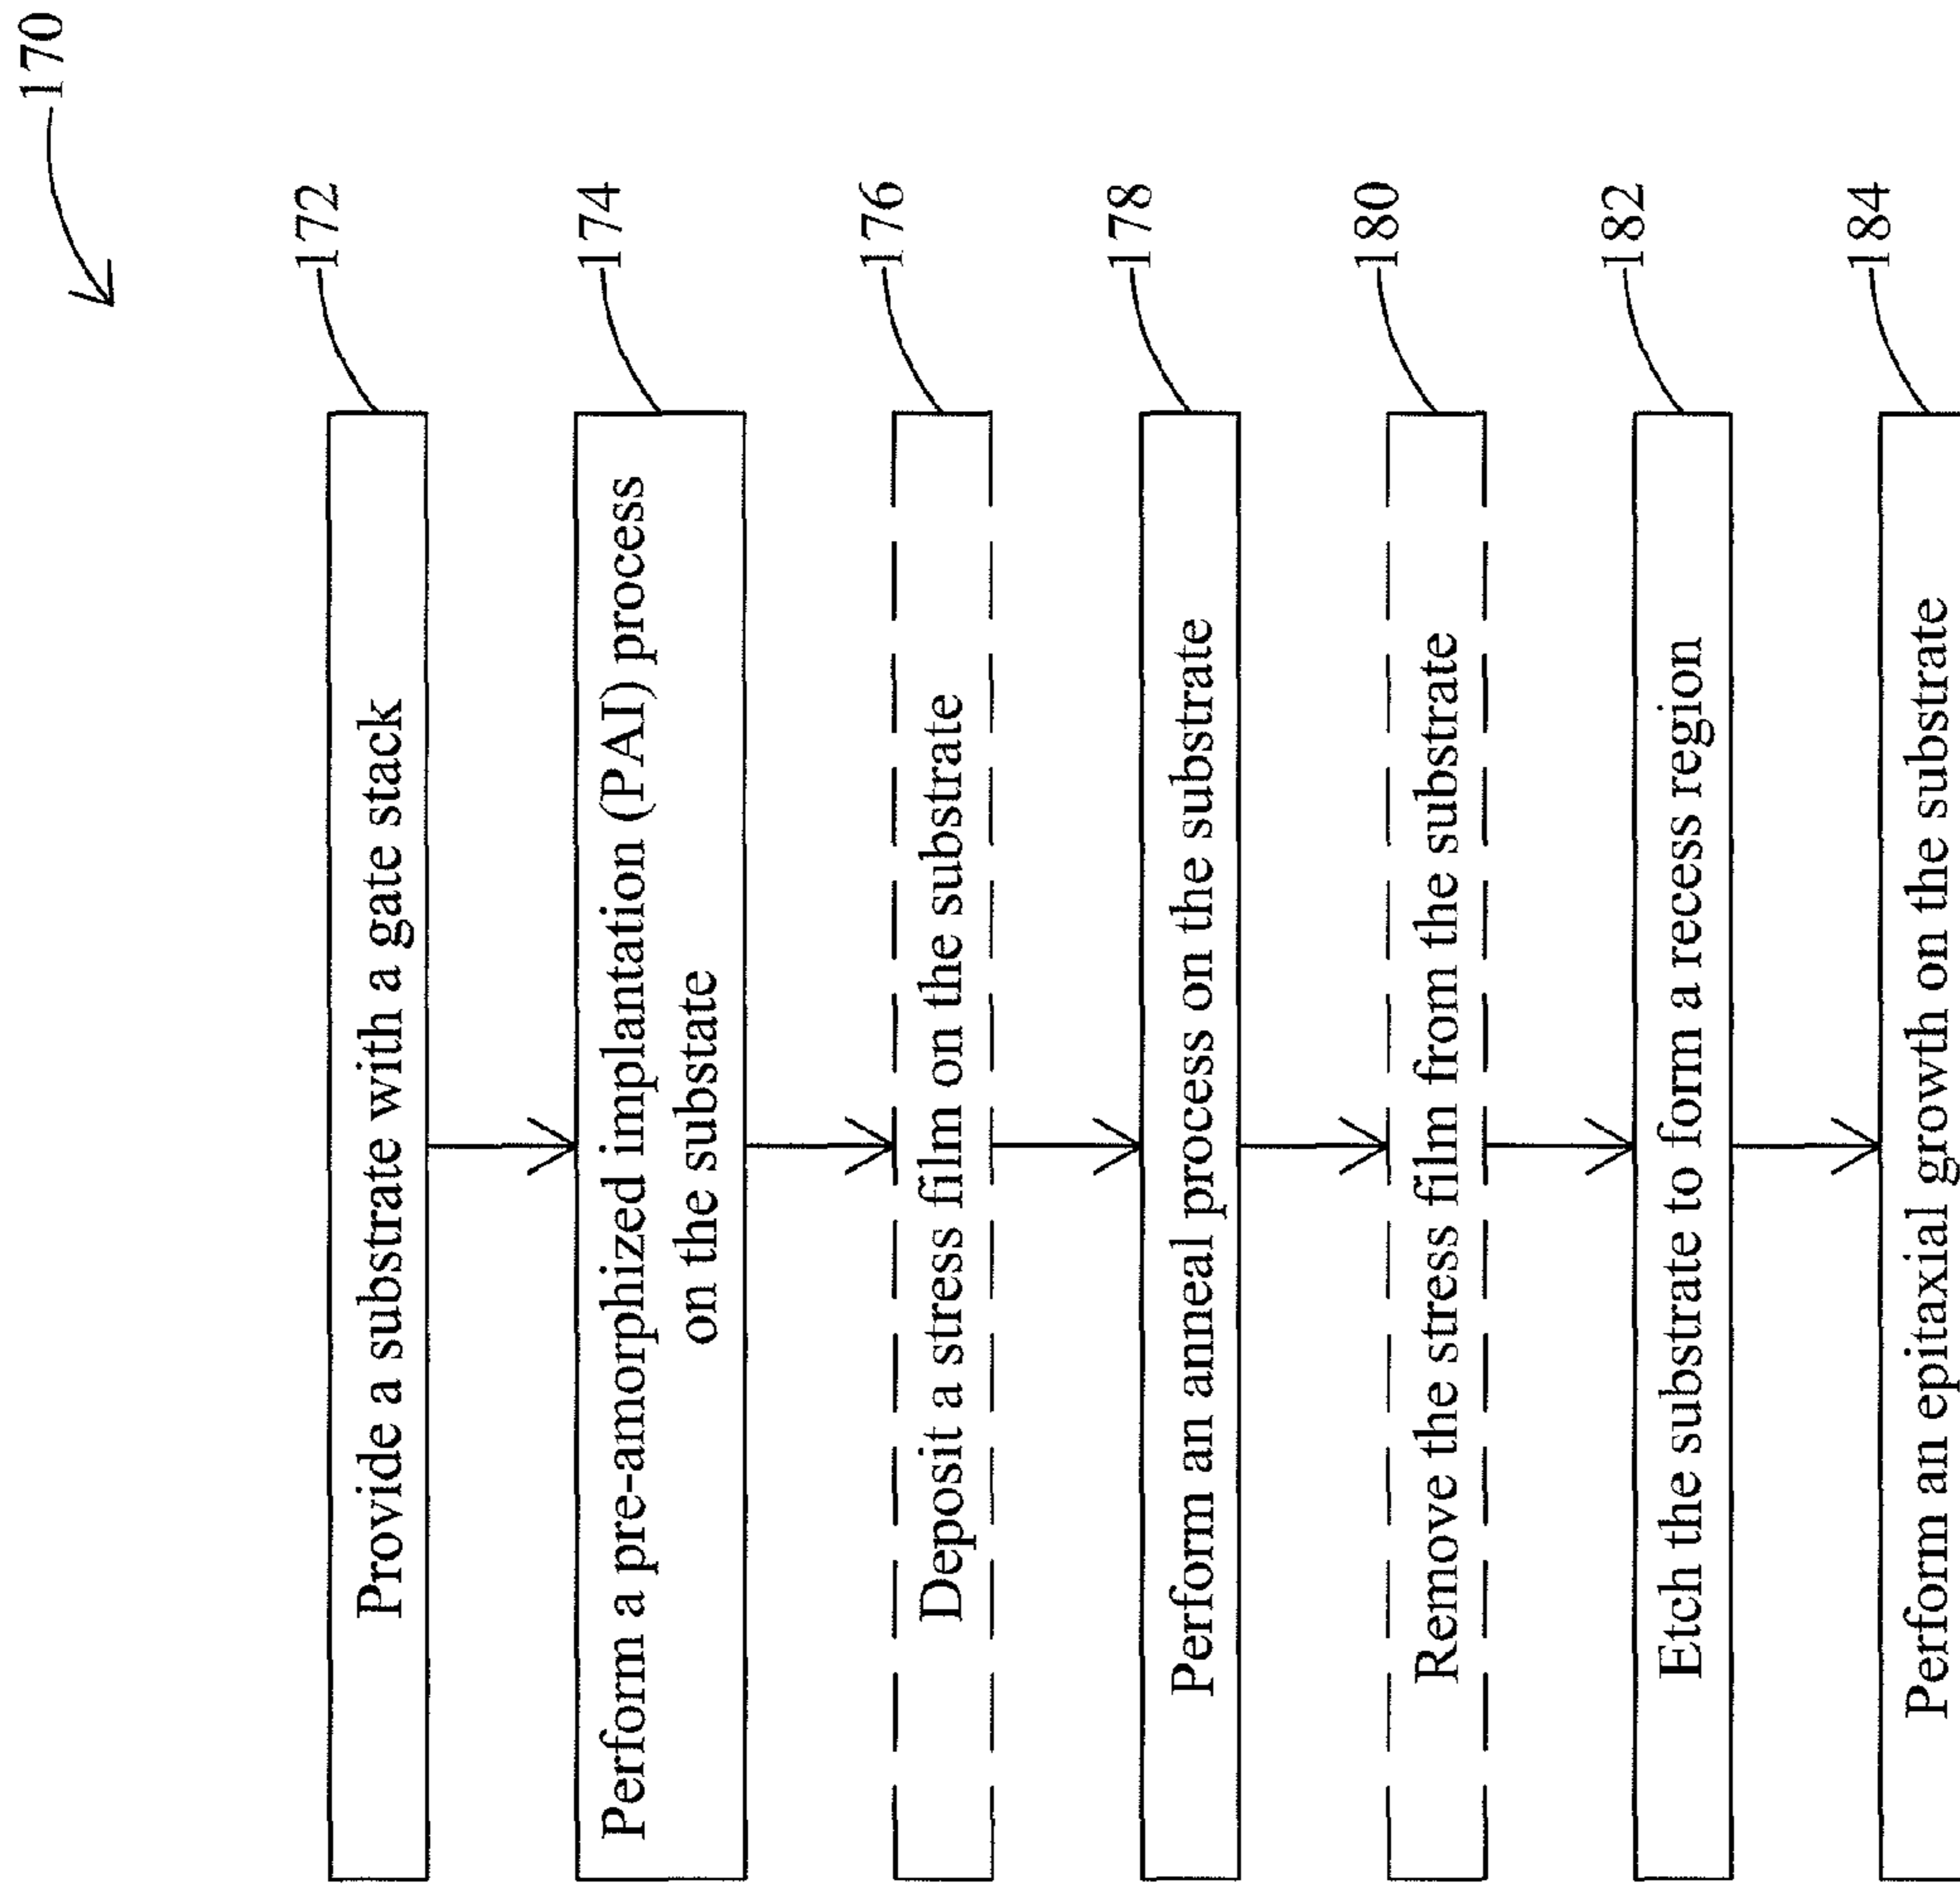 170
172
Provide a substrate with a gate stack
174
Perform a pre-amorphized implantation (PAI) process
on the substate
176
Deposit a stress film on the substrate
178
Perform an anneal process on the substrate
180
Remove the stress film from the substrate
182
Etch the substrate to form a recess region
184
Perform an epitaxial growth on the substrate